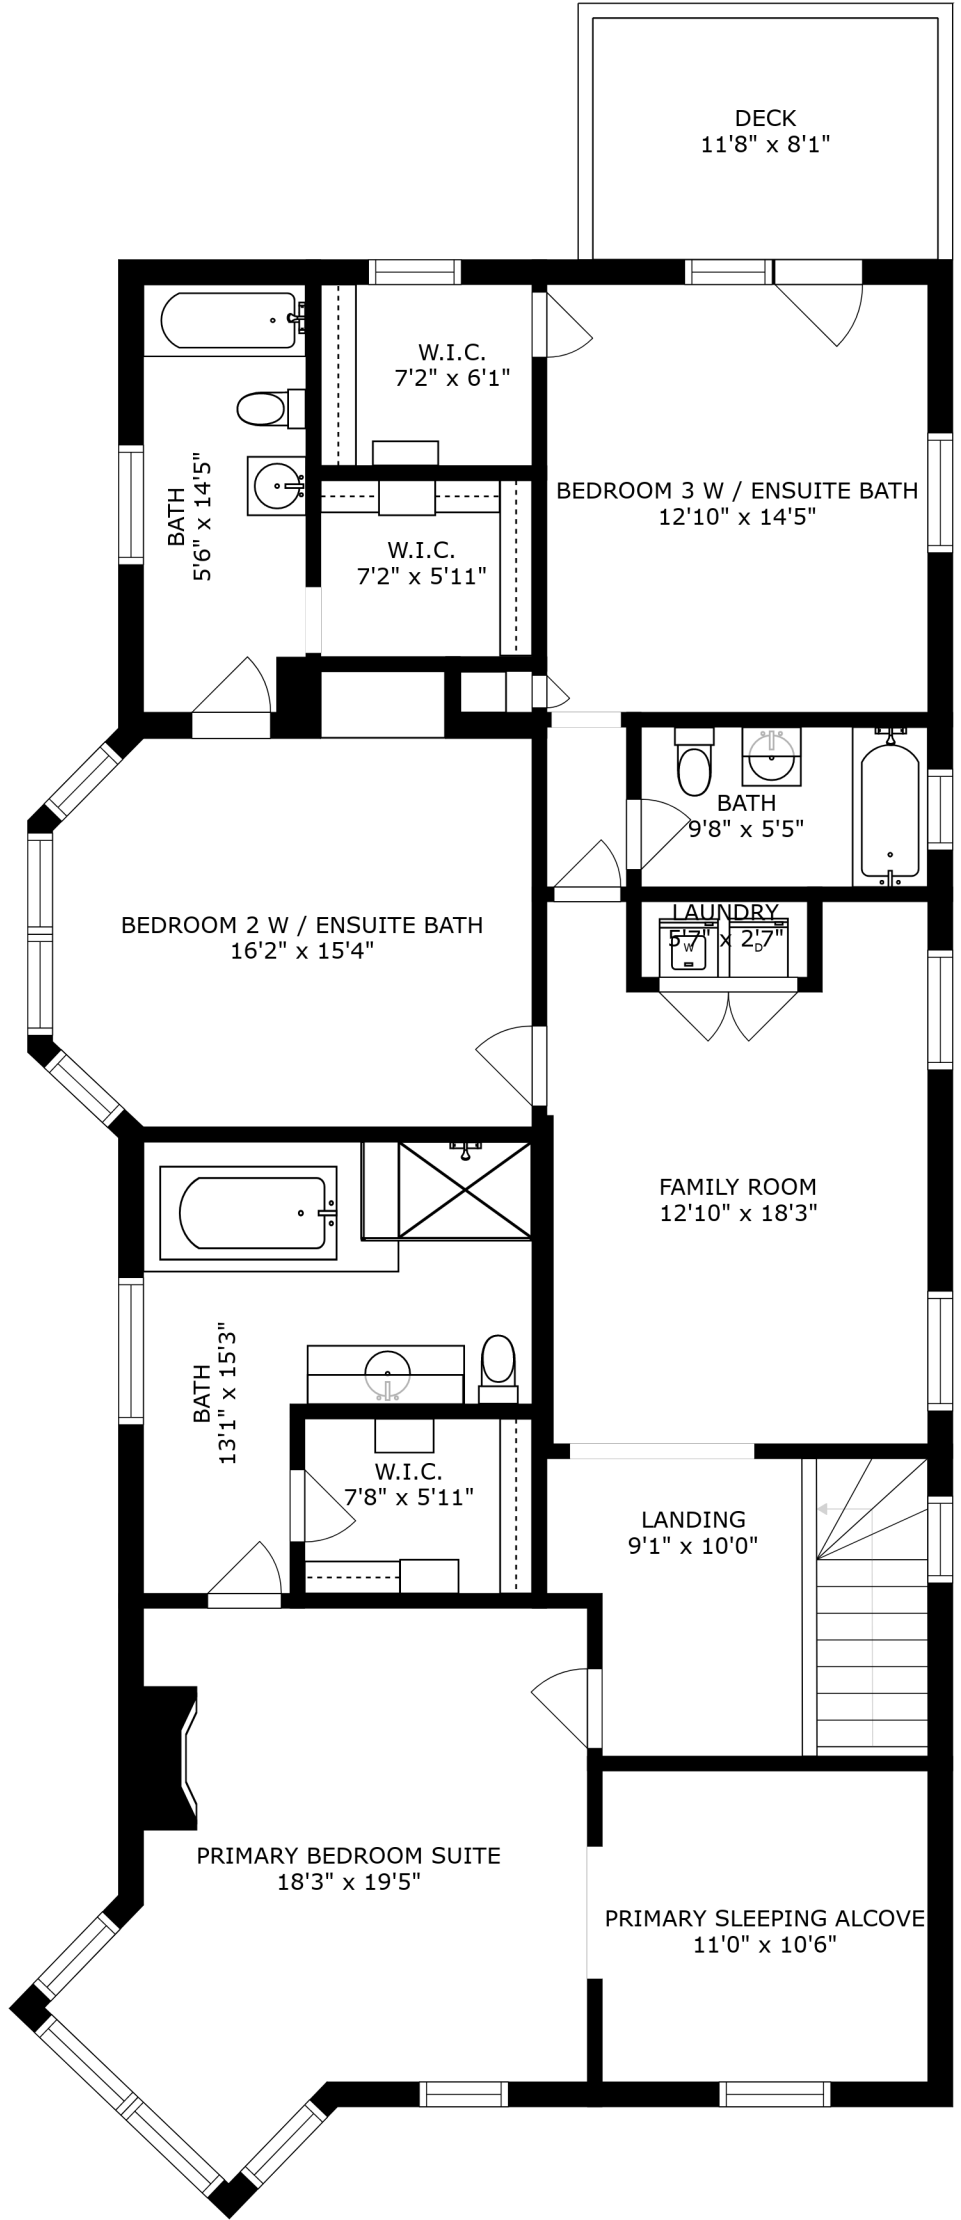 DECK
11'8" x 8'1"
W.I.C.
7'2" x 6'1"
BATH
5'6" x 14'5"
BEDROOM 3 W / ENSUITE BATH
12'10" x 14'5"
W.I.C.
7'2" x 5'11"
BATH
9'8" x 5'5"
BEDROOM 2 W / ENSUITE BATH
16'2" x 15'4"
LAUNDRY
5'7" x 2'7"
W
D
FAMILY ROOM
12'10" x 18'3"
BATH
13'1" x 15'3"
W.I.C.
7'8" x 5'11"
LANDING
9'1" x 10'0"
PRIMARY BEDROOM SUITE
18'3" x 19'5"
PRIMARY SLEEPING ALCOVE
11'0" x 10'6"